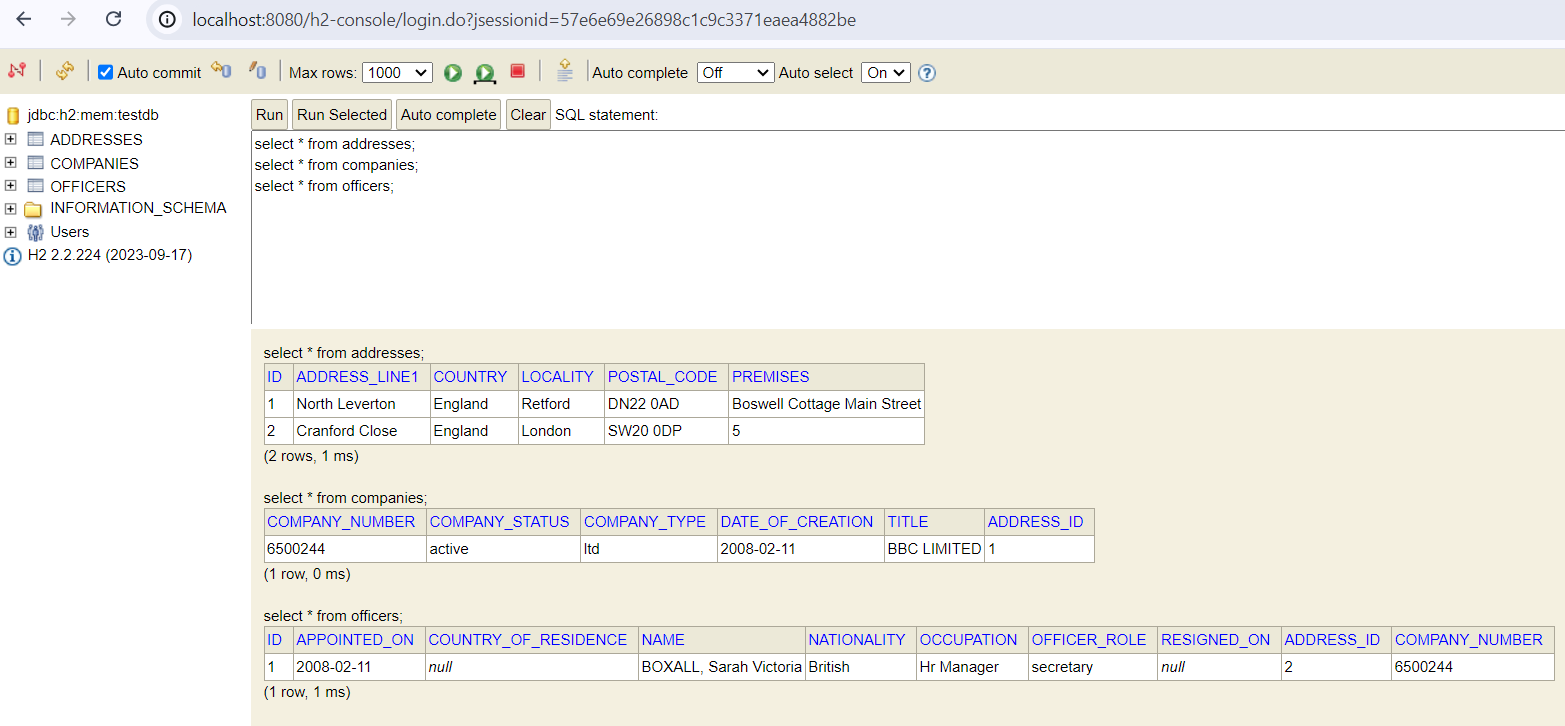 localhost:8080/h2-console/login.do?jsessionid=57e6e69e26898c1c9c3371eaea4882be
Auto commit Max rows: 1000 Auto complete Off Auto select On
jdbc:h2:mem:testdb
ADDRESSES
COMPANIES
OFFICERS
INFORMATION_SCHEMA
Users
H2 2.2.224 (2023-09-17)
Run Run Selected Auto complete Clear SQL statement:
select * from addresses;
select * from companies;
select * from officers;
select * from addresses;
ID ADDRESS_LINE1 COUNTRY LOCALITY POSTAL_CODE PREMISES
1 North Leverton England Retford DN22 0AD Boswell Cottage Main Street
2 Cranford Close England London SW20 0DP 5
(2 rows, 1 ms)
select * from companies;
COMPANY_NUMBER COMPANY_STATUS COMPANY_TYPE DATE_OF_CREATION TITLE ADDRESS_ID
6500244 active ltd 2008-02-11 BBC LIMITED 1
(1 row, 0 ms)
select * from officers;
ID APPOINTED_ON COUNTRY_OF_RESIDENCE NAME NATIONALITY OCCUPATION OFFICER_ROLE RESIGNED_ON ADDRESS_ID COMPANY_NUMBER
1 2008-02-11 null BOXALL, Sarah Victoria British Hr Manager secretary null 2 6500244
(1 row, 1 ms)